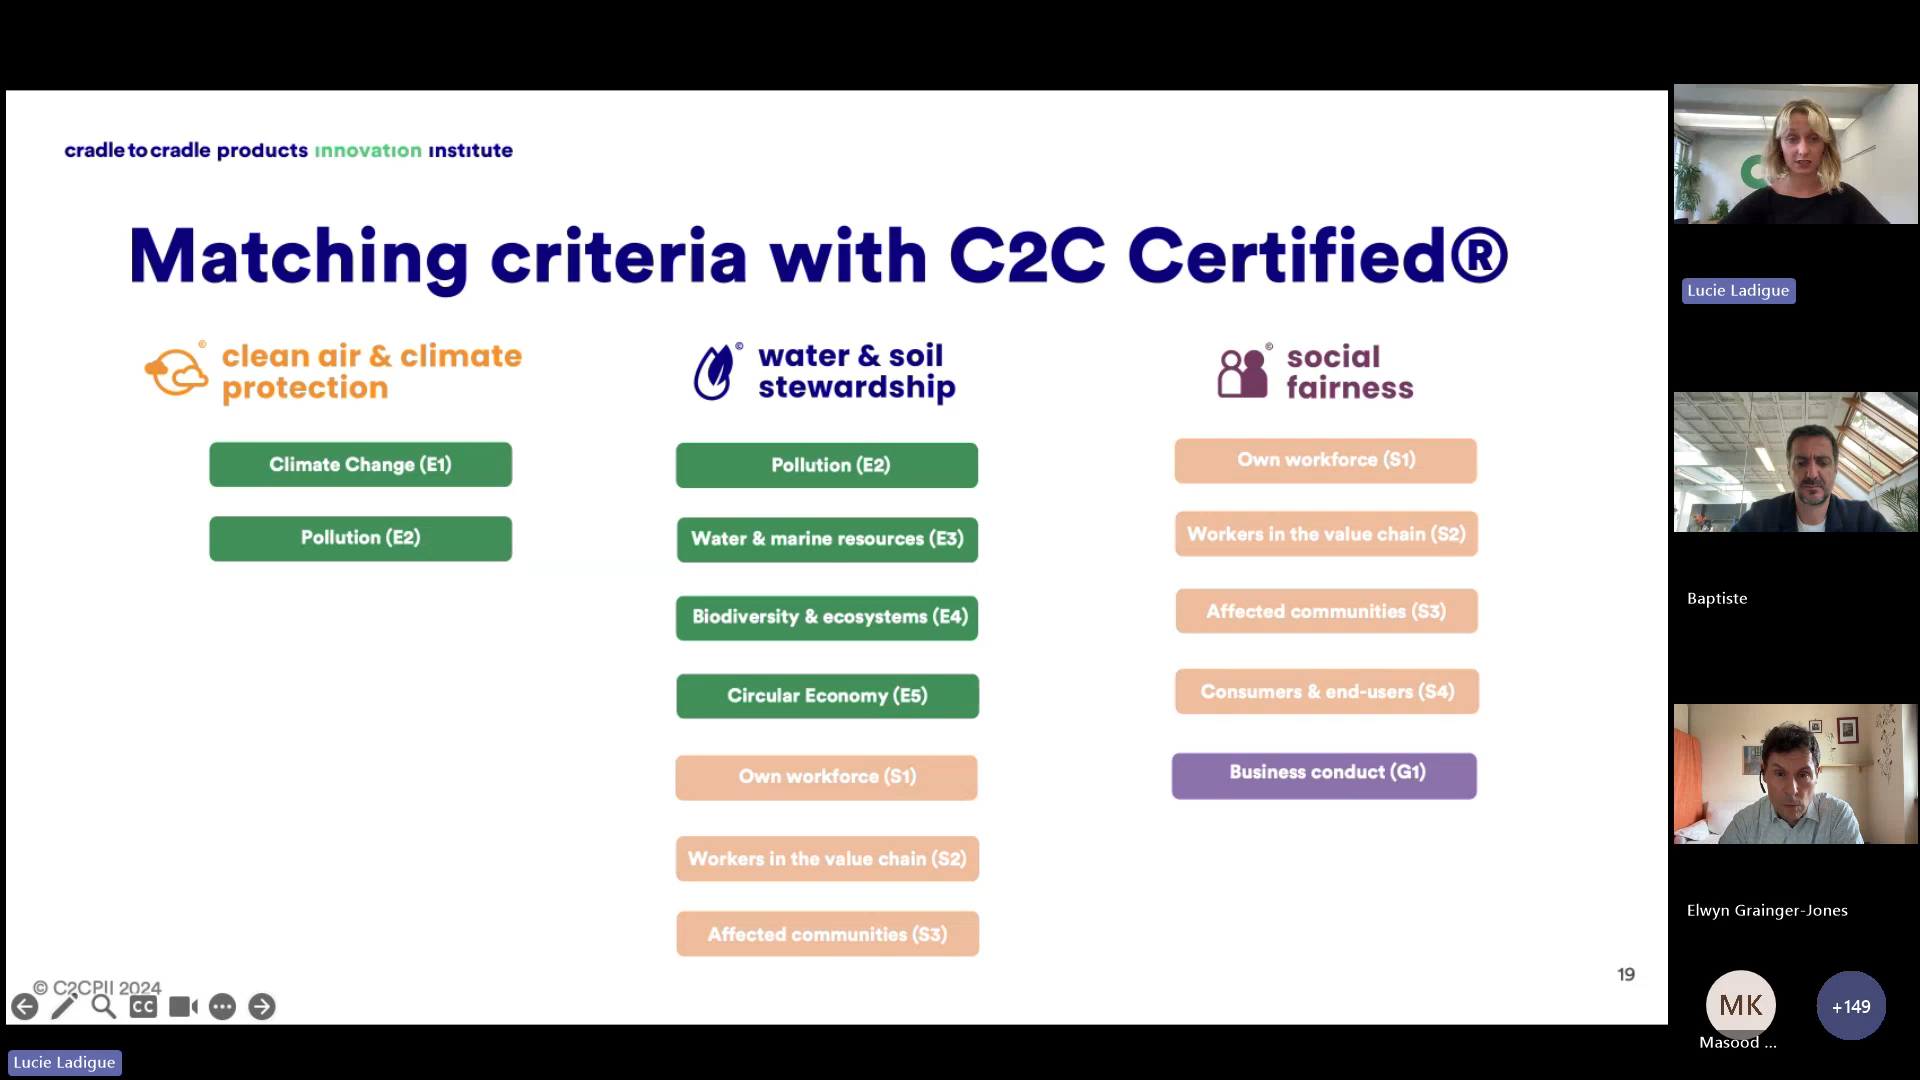 cradle to cradle products innovation institute
Matching criteria with C2C Certified®
clean air & climate
protection
©
Climate Change (E1)
Pollution (E2)
water & soil
stewardship
©
Pollution (E2)
Water & marine resources (E3)
Biodiversity & ecosystems (E4)
Circular Economy (E5)
Own workforce (S1)
Workers in the value chain (S2)
Affected communities (S3)
social
fairness
©
Own workforce (S1)
Workers in the value chain (S2)
Affected communities (S3)
Consumers & end-users (S4)
Business conduct (G1)
© C2CPII 2024
19
CC
Lucie Ladigue
Lucie Ladigue
Baptiste
Elwyn Grainger-Jones
MK
Masood ...
+149